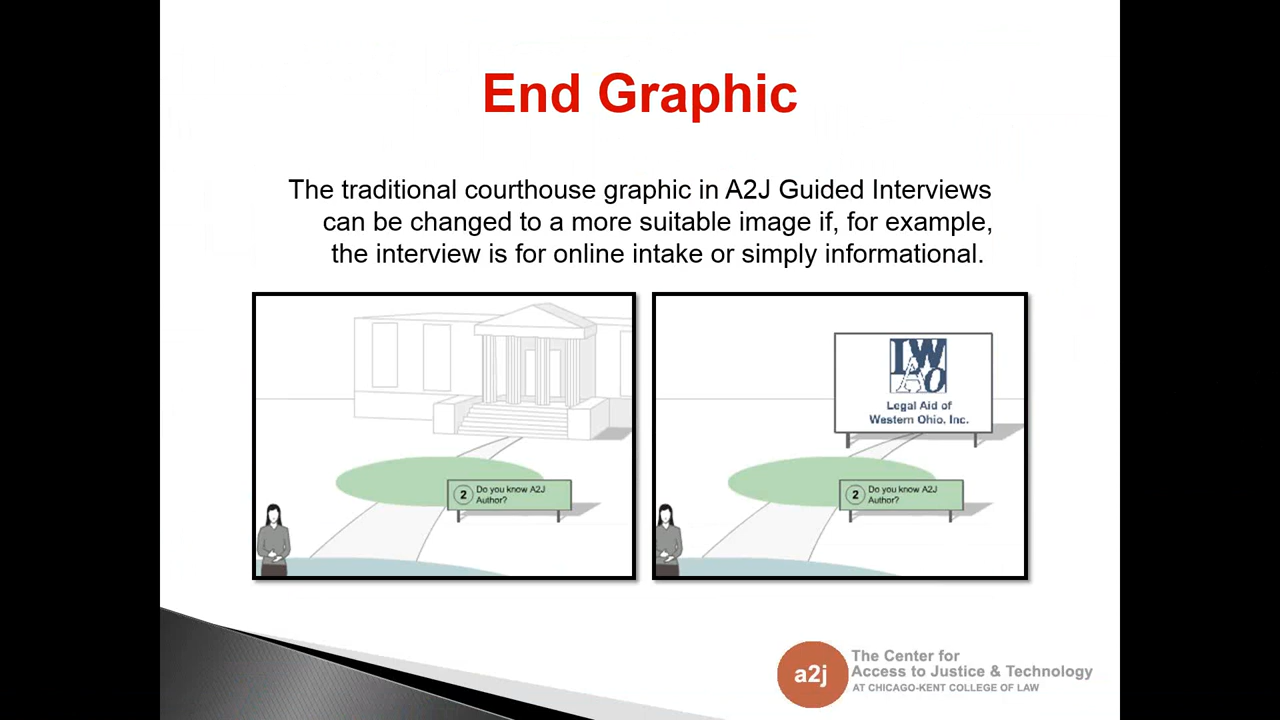 End Graphic
The traditional courthouse graphic in A2J Guided Interviews
can be changed to a more suitable image if, for example,
the interview is for online intake or simply informational.
2 Do you know A2J
Author?
LWAO
Legal Aid of
Western Ohio, Inc.
2 Do you know A2J
Author?
a2j
The Center for
Access to Justice & Technology
AT CHICAGO-KENT COLLEGE OF LAW